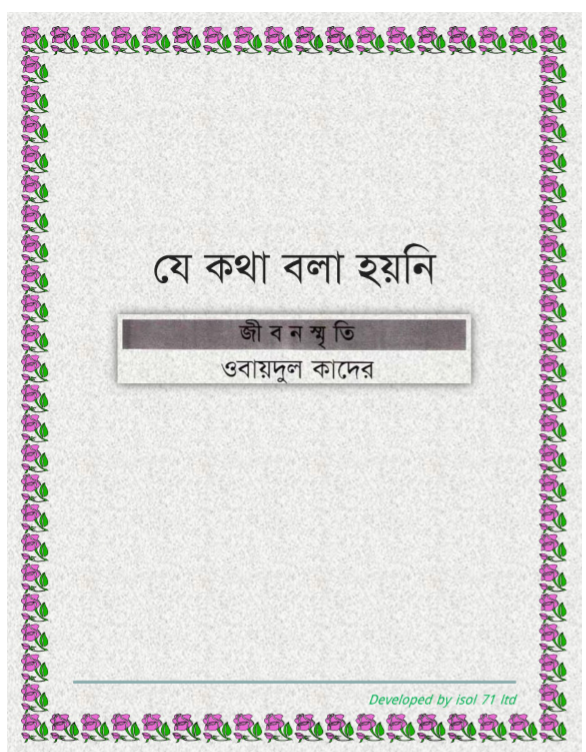 যে কথা বলা হয়নি
জী ব ন স্মৃ তি
ওবায়দুল কাদের
Developed by isol 71 ltd